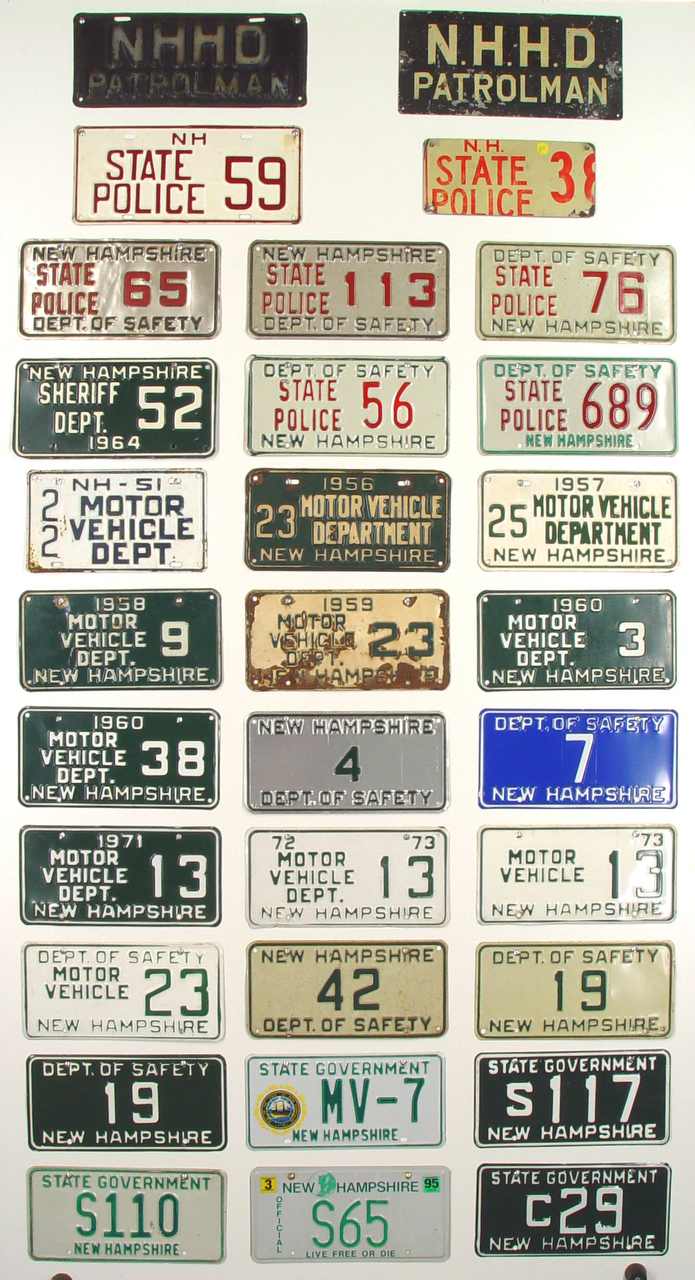 NHHD
PATROLMAN
N.H.H.D.
PATROLMAN
NH
STATE
POLICE 59
N.H.
STATE
POLICE 38
NEW HAMPSHIRE
STATE
POLICE 65
DEPT. OF SAFETY
NEW HAMPSHIRE
STATE
POLICE 113
DEPT. OF SAFETY
DEPT. OF SAFETY
STATE
POLICE 76
NEW HAMPSHIRE
NEW HAMPSHIRE
SHERIFF
DEPT. 52
1964
DEPT. OF SAFETY
STATE
POLICE 56
NEW HAMPSHIRE
DEPT. OF SAFETY
STATE
POLICE 689
NEW HAMPSHIRE
NH-51
22 MOTOR
VEHICLE
DEPT.
1956
23 MOTOR VEHICLE
DEPARTMENT
NEW HAMPSHIRE
1957
25 MOTOR VEHICLE
DEPARTMENT
NEW HAMPSHIRE
1958
MOTOR
VEHICLE 9
DEPT.
NEW HAMPSHIRE
1959
MOTOR
VEHICLE 23
DEPT.
NEW HAMPSHIRE
1960
MOTOR
VEHICLE 3
DEPT.
NEW HAMPSHIRE
1960
MOTOR
VEHICLE 38
DEPT.
NEW HAMPSHIRE
NEW HAMPSHIRE
4
DEPT. OF SAFETY
DEPT. OF SAFETY
7
NEW HAMPSHIRE
1971
MOTOR
VEHICLE 13
DEPT.
NEW HAMPSHIRE
72 73
MOTOR
VEHICLE 13
DEPT.
NEW HAMPSHIRE
73
MOTOR
VEHICLE 13
NEW HAMPSHIRE
DEPT. OF SAFETY
MOTOR
VEHICLE 23
NEW HAMPSHIRE
NEW HAMPSHIRE
42
DEPT. OF SAFETY
DEPT. OF SAFETY
19
NEW HAMPSHIRE
DEPT. OF SAFETY
19
NEW HAMPSHIRE
STATE GOVERNMENT
MV-7
NEW HAMPSHIRE
STATE GOVERNMENT
S117
NEW HAMPSHIRE
STATE GOVERNMENT
S110
NEW HAMPSHIRE
3 NEW HAMPSHIRE 95
OFFICIAL
S65
LIVE FREE OR DIE
STATE GOVERNMENT
C29
NEW HAMPSHIRE